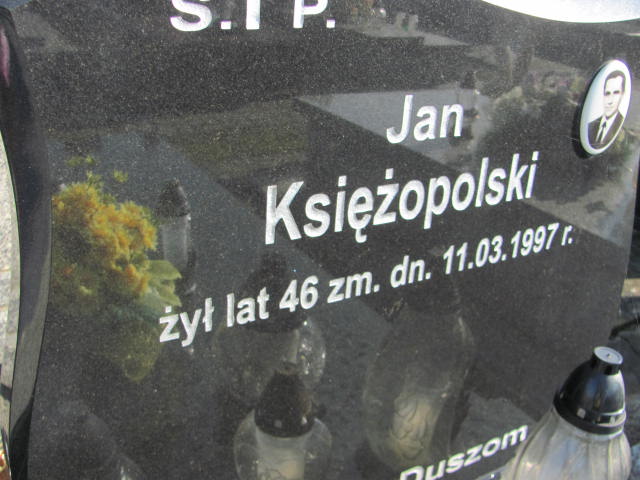 Ś.†P.
Jan
Księżopolski
żył lat 46 zm. dn. 11.03.1997 r.
Duszom